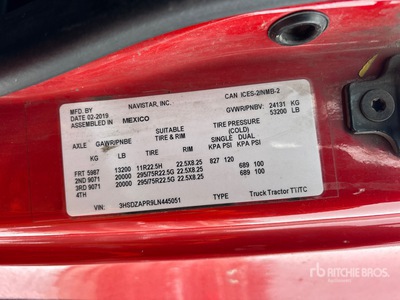 MFD. BY NAVISTAR, INC. CAN ICES-2/NMB-2
DATE 02-2019
ASSEMBLED IN MEXICO GVWR/PNBV: 24131 KG
53200 LB
SUITABLE TIRE PRESSURE
AXLE GAWR/PNBE TIRE & RIM (COLD)
KG LB SINGLE DUAL
KPA PSI KPA PSI
FRT 5987 13200 11R22.5H 22.5X8.25 827 120
2ND 9071 20000 295/75R22.5G 22.5X8.25 689 100
3RD 9071 20000 295/75R22.5G 22.5X8.25 689 100
4TH
VIN: 3HSDZAPR9LN445051 TYPE Truck Tractor T1/TC
rb RITCHIE BROS.